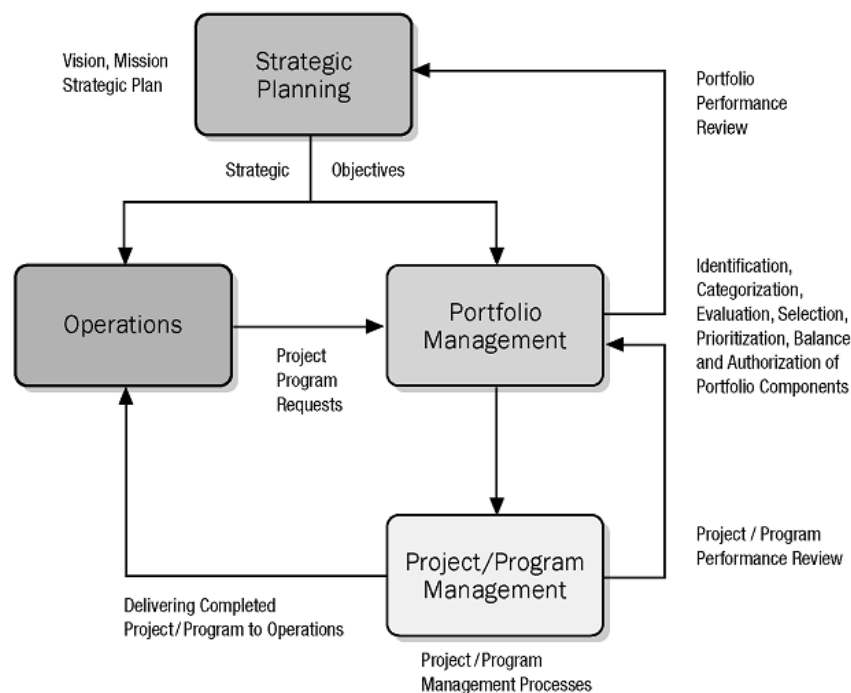 Vision, Mission
Strategic Plan
Strategic
Planning
Portfolio
Performance
Review
Strategic
Objectives
Operations
Project
Program
Requests
Portfolio
Management
Identification,
Categorization,
Evaluation, Selection,
Prioritization, Balance
and Authorization of
Portfolio Components
Delivering Completed
Project/Program to Operations
Project/Program
Management
Project / Program
Performance Review
Project/Program
Management Processes